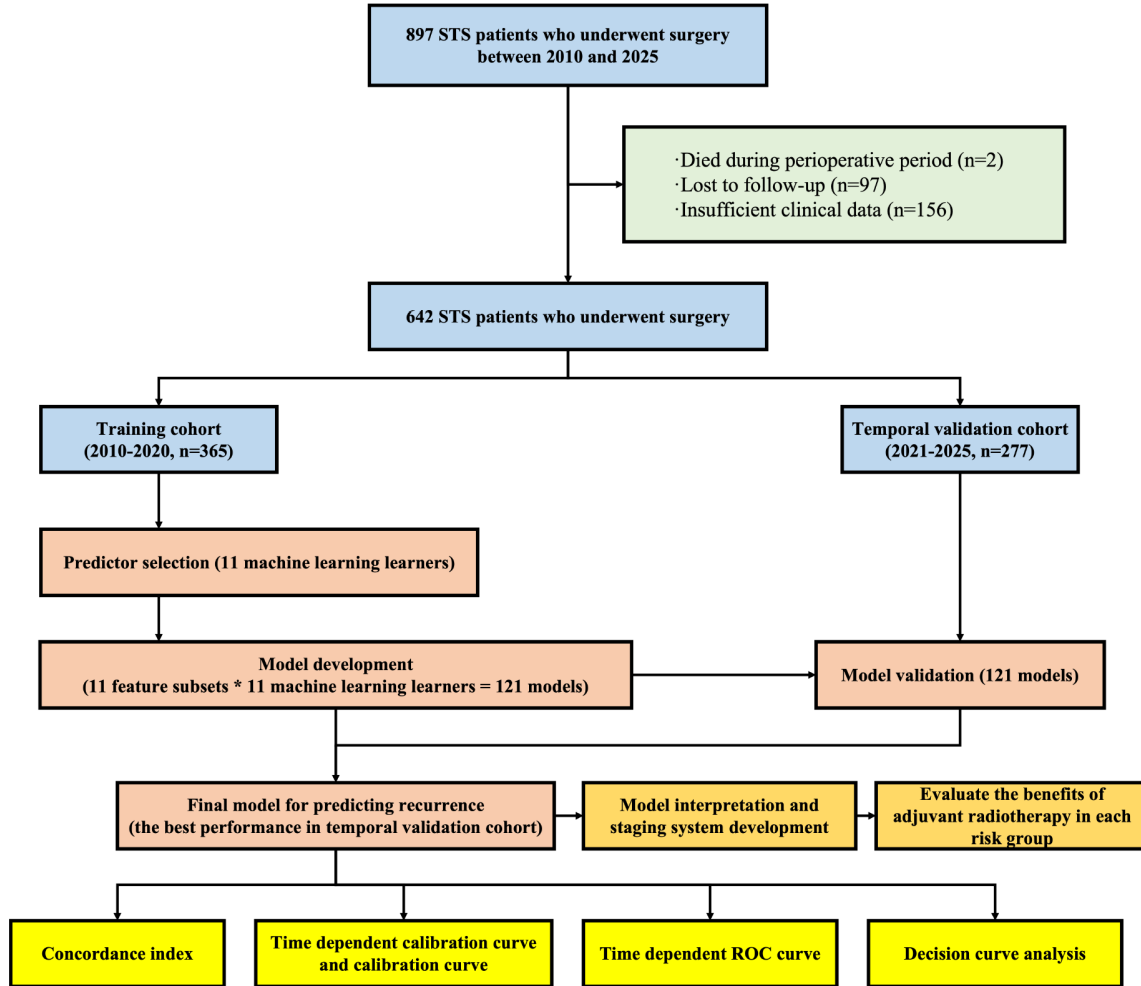 897 STS patients who underwent surgery
between 2010 and 2025
·Died during perioperative period (n=2)
·Lost to follow-up (n=97)
·Insufficient clinical data (n=156)
642 STS patients who underwent surgery
Training cohort
(2010-2020, n=365)
Temporal validation cohort
(2021-2025, n=277)
Predictor selection (11 machine learning learners)
Model development
(11 feature subsets * 11 machine learning learners = 121 models)
Model validation (121 models)
Final model for predicting recurrence
(the best performance in temporal validation cohort)
Model interpretation and
staging system development
Evaluate the benefits of
adjuvant radiotherapy in each
risk group
Concordance index
Time dependent calibration curve
and calibration curve
Time dependent ROC curve
Decision curve analysis